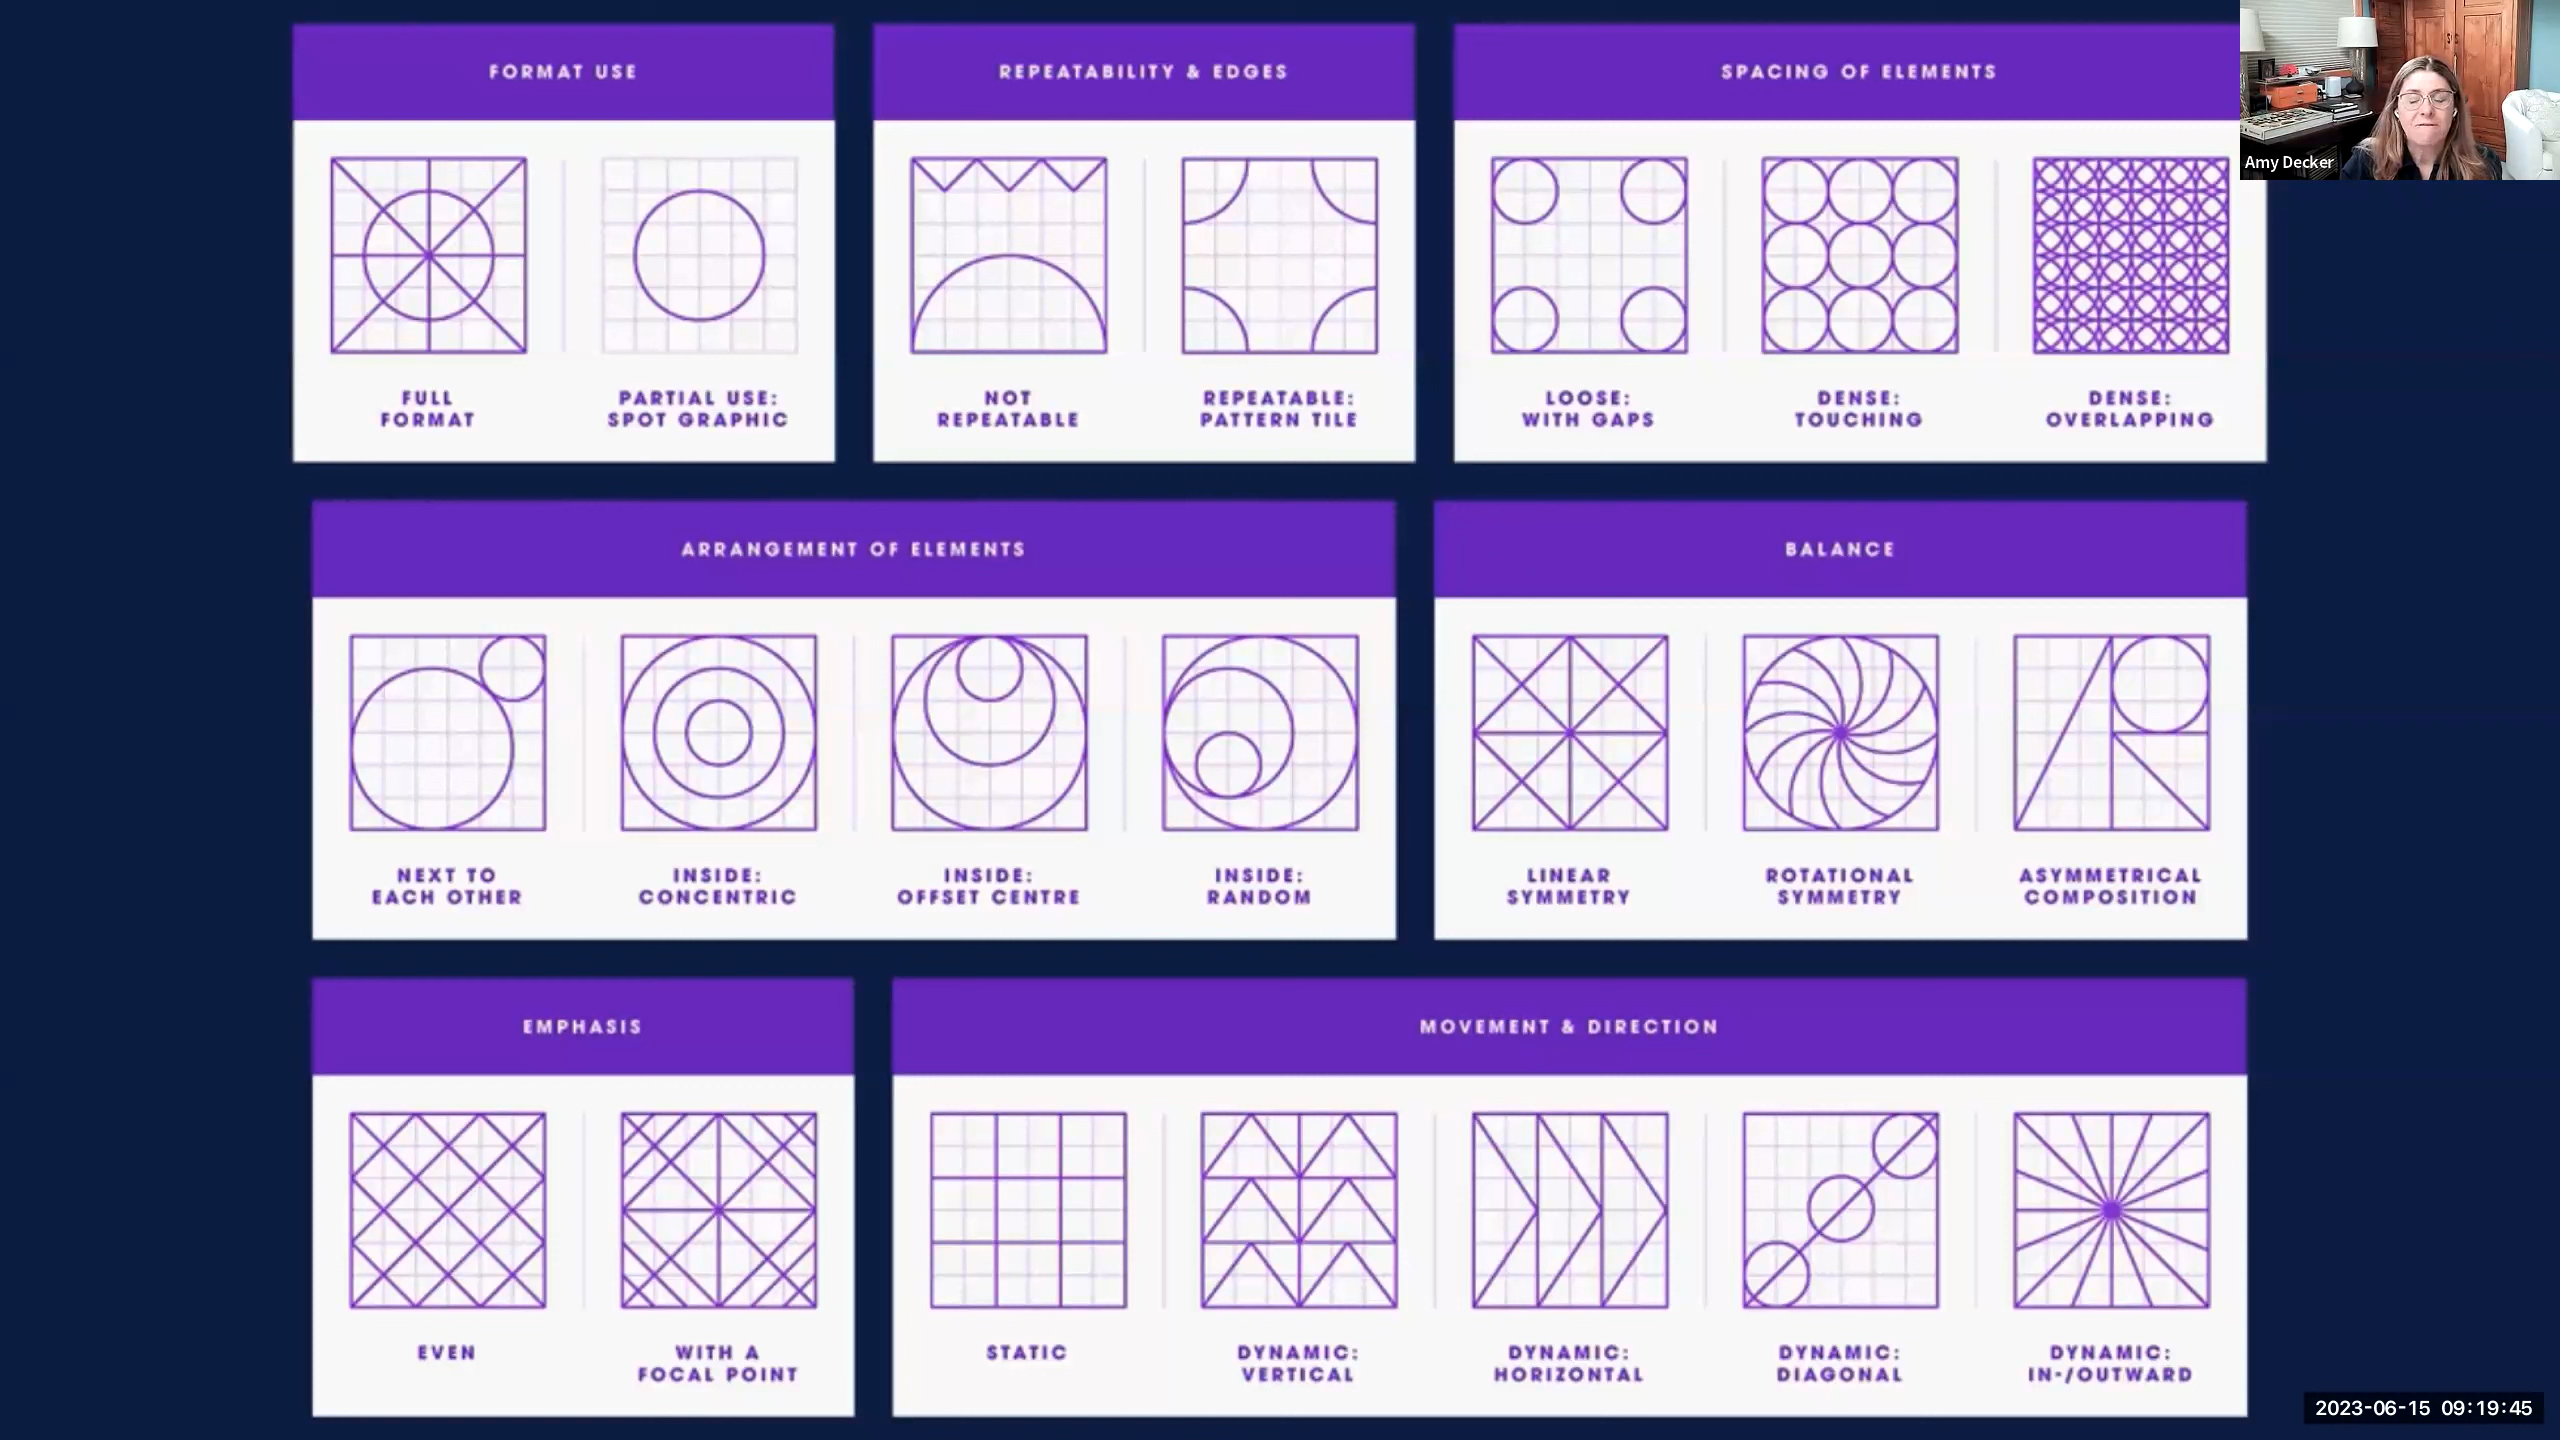 FORMAT USE
FULL
FORMAT
PARTIAL USE:
SPOT GRAPHIC
REPEATABILITY & EDGES
NOT
REPEATABLE
REPEATABLE:
PATTERN TILE
SPACING OF ELEMENTS
LOOSE:
WITH GAPS
DENSE:
TOUCHING
DENSE:
OVERLAPPING
Amy Decker
ARRANGEMENT OF ELEMENTS
NEXT TO
EACH OTHER
INSIDE:
CONCENTRIC
INSIDE:
OFFSET CENTRE
INSIDE:
RANDOM
BALANCE
LINEAR
SYMMETRY
ROTATIONAL
SYMMETRY
ASYMMETRICAL
COMPOSITION
EMPHASIS
EVEN
WITH A
FOCAL POINT
MOVEMENT & DIRECTION
STATIC
DYNAMIC:
VERTICAL
DYNAMIC:
HORIZONTAL
DYNAMIC:
DIAGONAL
DYNAMIC:
IN-/OUTWARD
2023-06-15 09:19:45